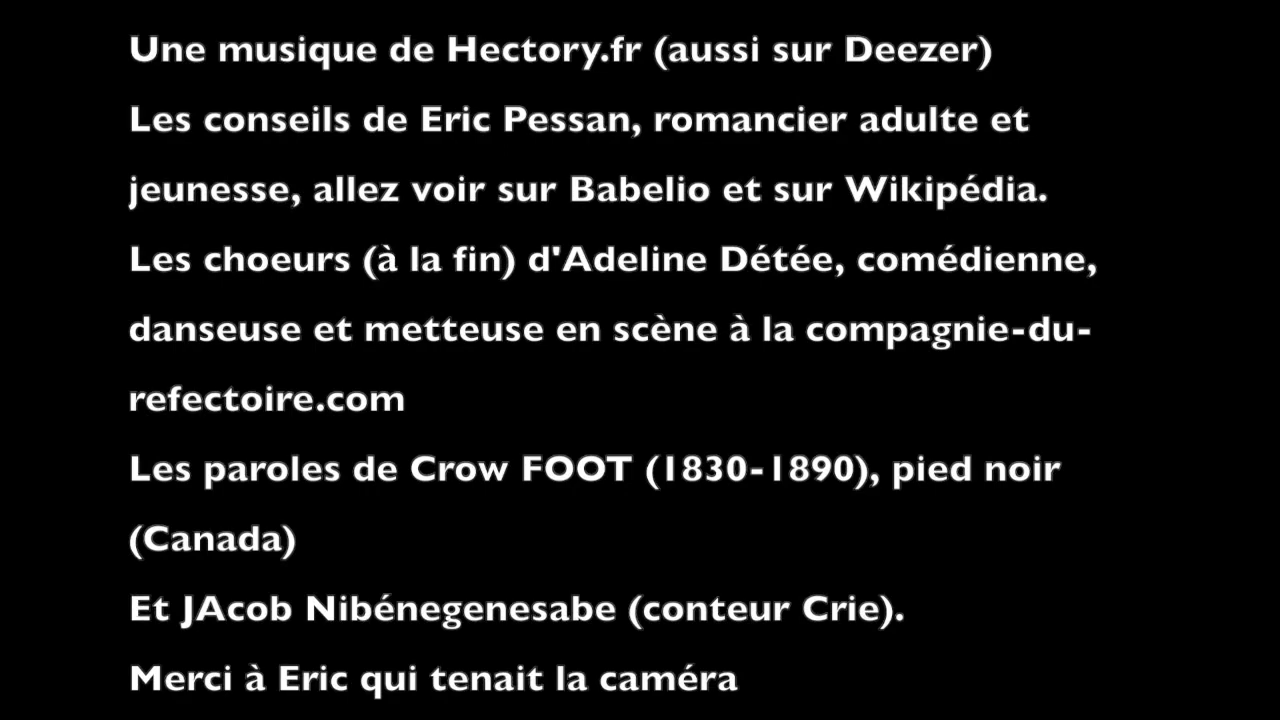 Une musique de Hectory.fr (aussi sur Deezer)
Les conseils de Eric Pessan, romancier adulte et
jeunesse, allez voir sur Babelio et sur Wikipédia.
Les choeurs (à la fin) d'Adeline Détée, comédienne,
danseuse et metteuse en scène à la compagnie-du-
refectoire.com
Les paroles de Crow FOOT (1830-1890), pied noir
(Canada)
Et JAcob Nibénegenesabe (conteur Crie).
Merci à Eric qui tenait la caméra